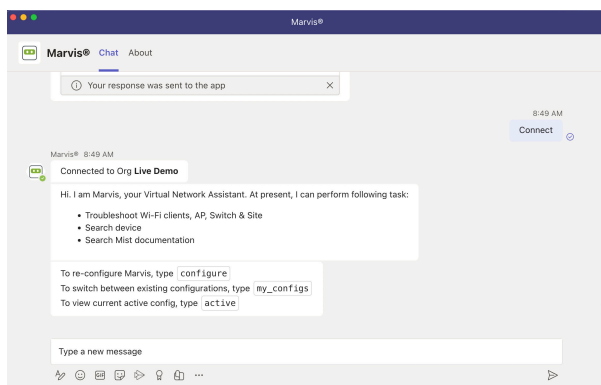 Marvis®
Marvis® Chat About
Your response was sent to the app
8:49 AM
Connect
Marvis® 8:49 AM
Connected to Org Live Demo
Hi. I am Marvis, your Virtual Network Assistant. At present, I can perform following task:
• Troubleshoot Wi-Fi clients, AP, Switch & Site
• Search device
• Search Mist documentation
To re-configure Marvis, type configure
To switch between existing configurations, type my_configs
To view current active config, type active
Type a new message
GIF